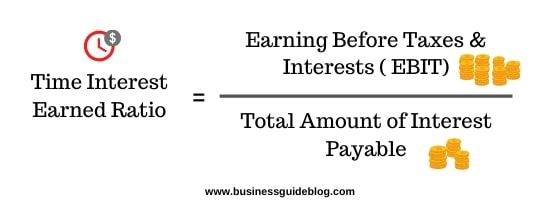 Time Interest
Earned Ratio
=
Earning Before Taxes &
Interests ( EBIT)
Total Amount of Interest
Payable
$
www.businessguideblog.com